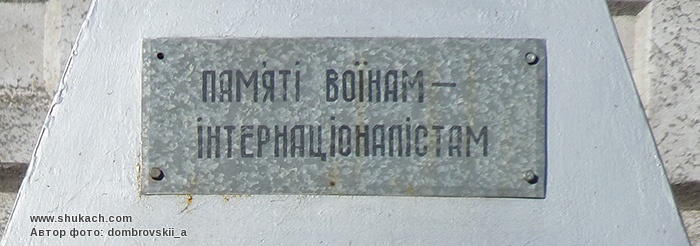 ПАМ'ЯТІ ВОЇНАМ —
ІНТЕРНАЦІОНАЛІСТАМ
www.shukach.com
Автор фото: dombrovskii_a